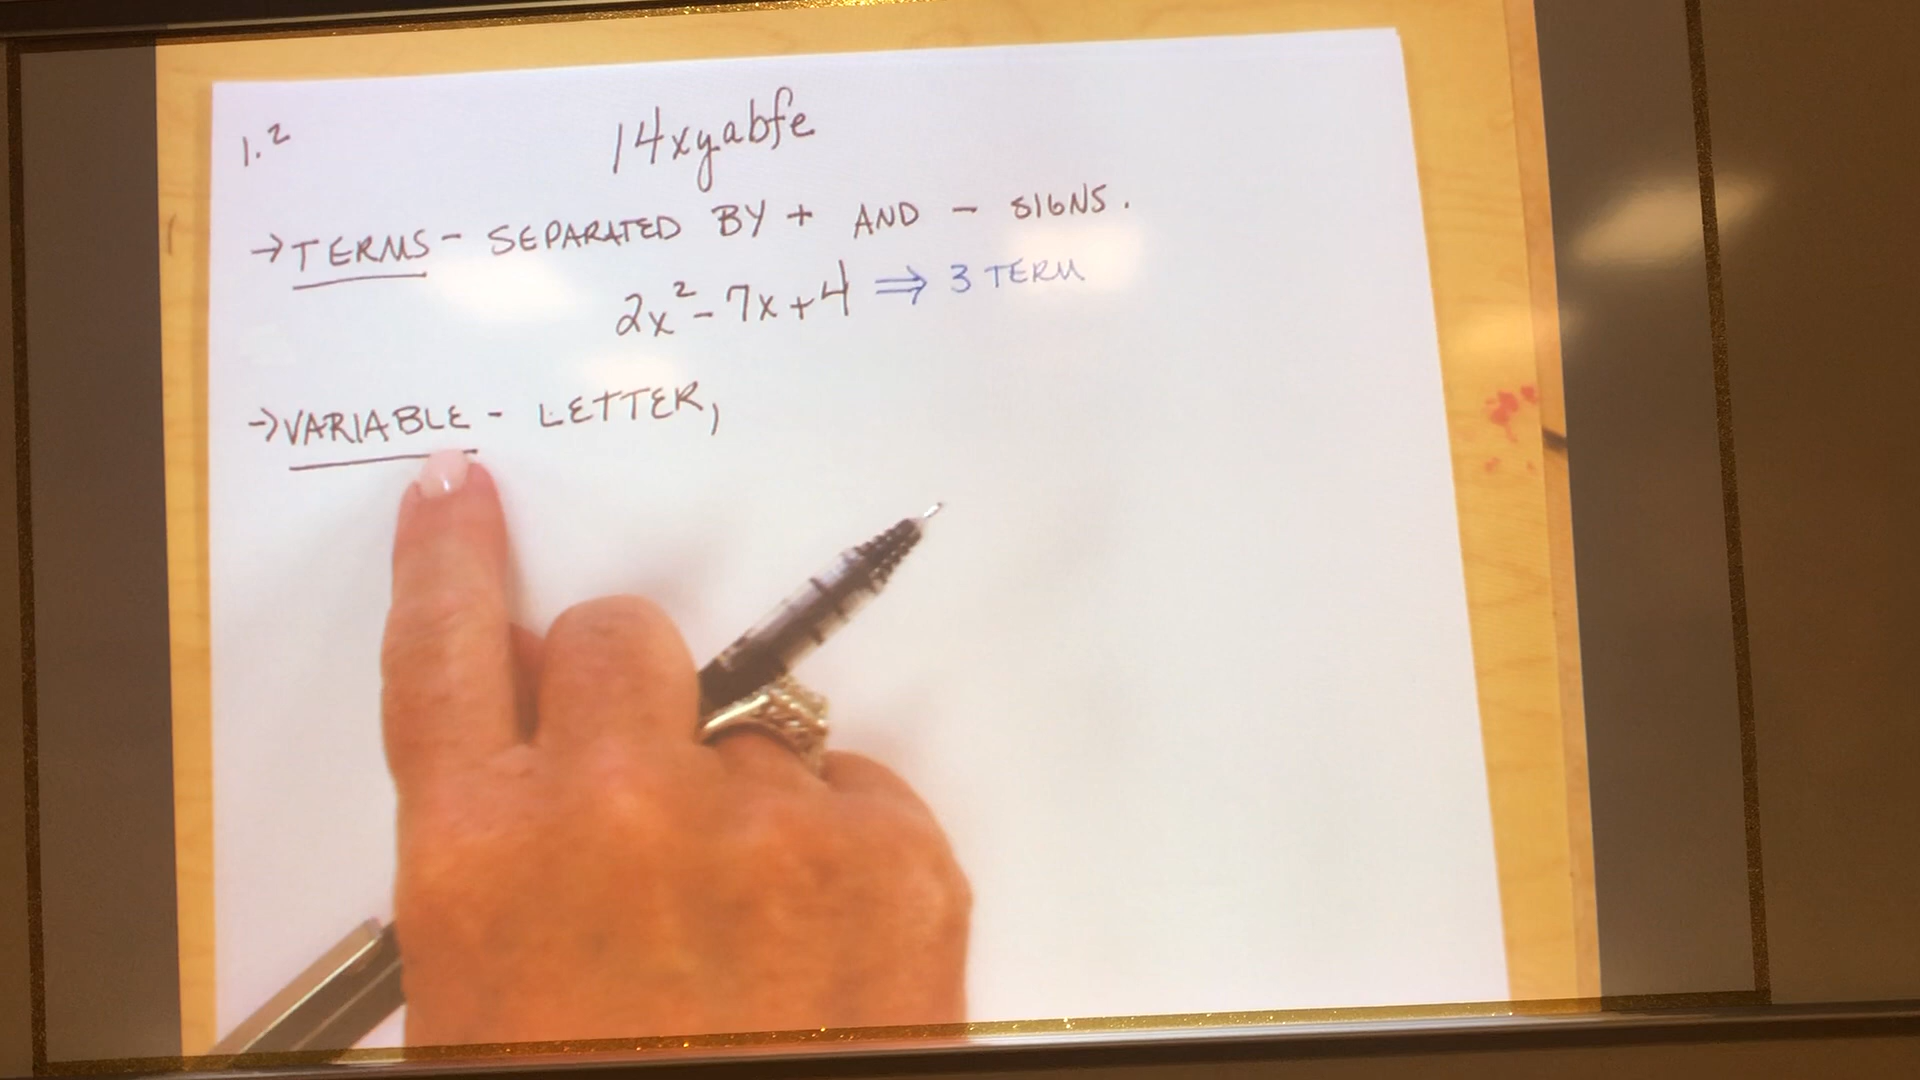 1.2
14xyabfe
→TERMS - SEPARATED BY + AND - SIGNS.
2x² - 7x + 4 ⇒ 3 TERM
→VARIABLE - LETTER,